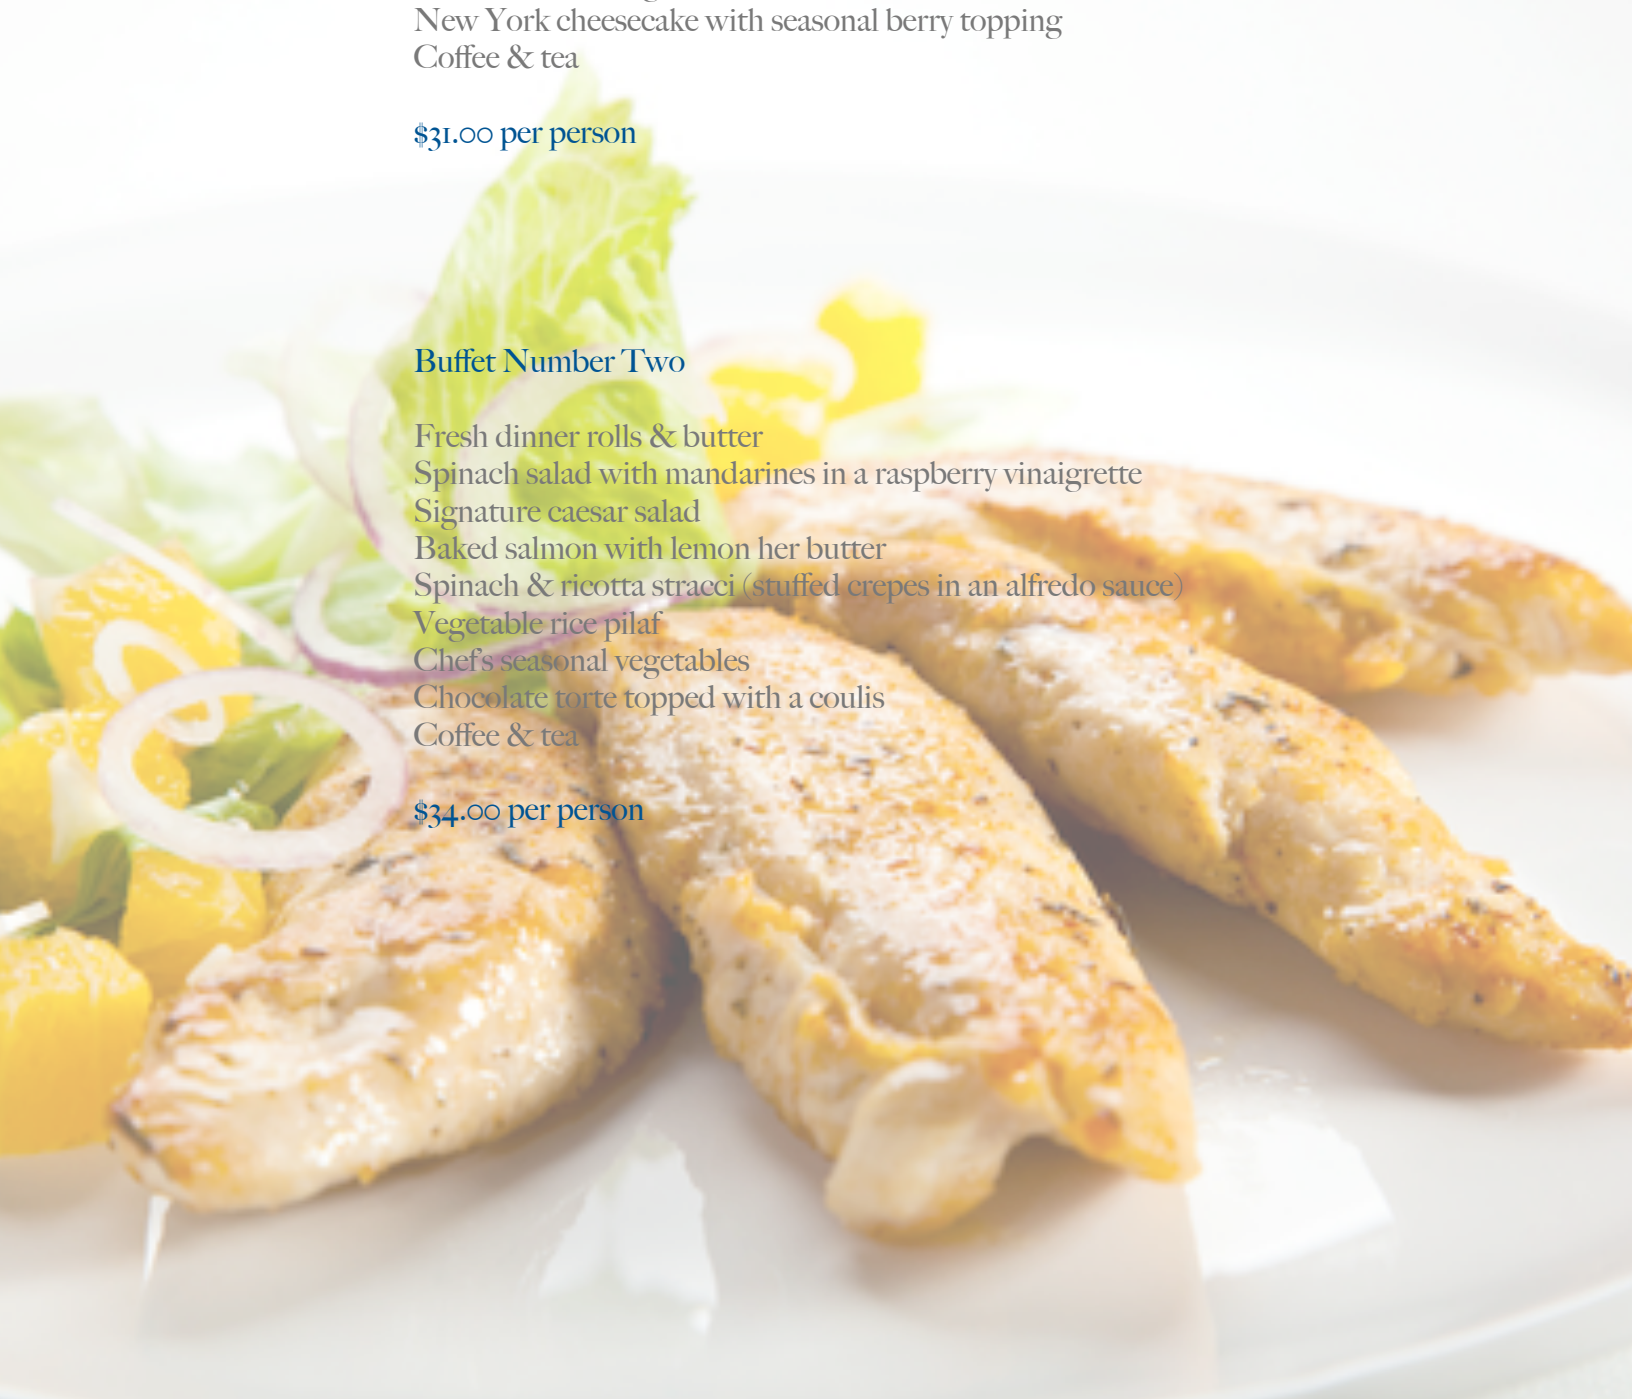 New York cheesecake with seasonal berry topping
Coffee & tea
$31.00 per person
Buffet Number Two
Fresh dinner rolls & butter
Spinach salad with mandarines in a raspberry vinaigrette
Signature caesar salad
Baked salmon with lemon her butter
Spinach & ricotta stracci (stuffed crepes in an alfredo sauce)
Vegetable rice pilaf
Chef's seasonal vegetables
Chocolate torte topped with a coulis
Coffee & tea
$34.00 per person